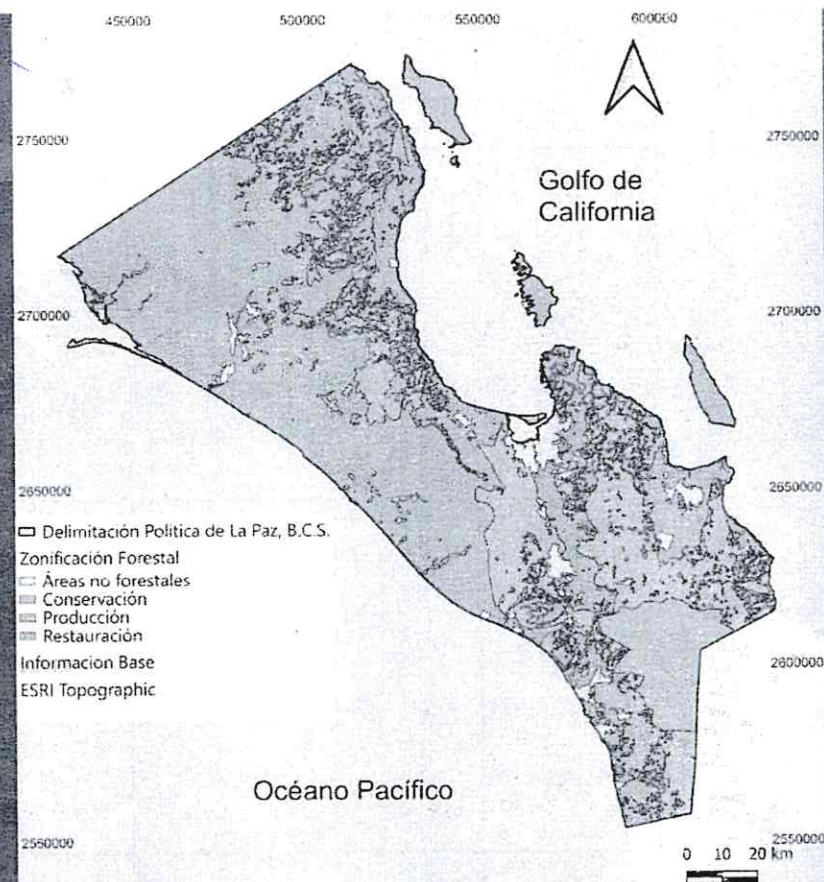 450000 500000 550000 600000
2750000 2750000
Golfo de
California
2700000 2700000
2650000 2650000
Delimitación Política de La Paz, B.C.S.
Zonificación Forestal
Áreas no forestales
Conservación
Producción
Restauración
Informacion Base
ESRI Topographic
2600000
Océano Pacífico
2550000 2550000
0 10 20 km